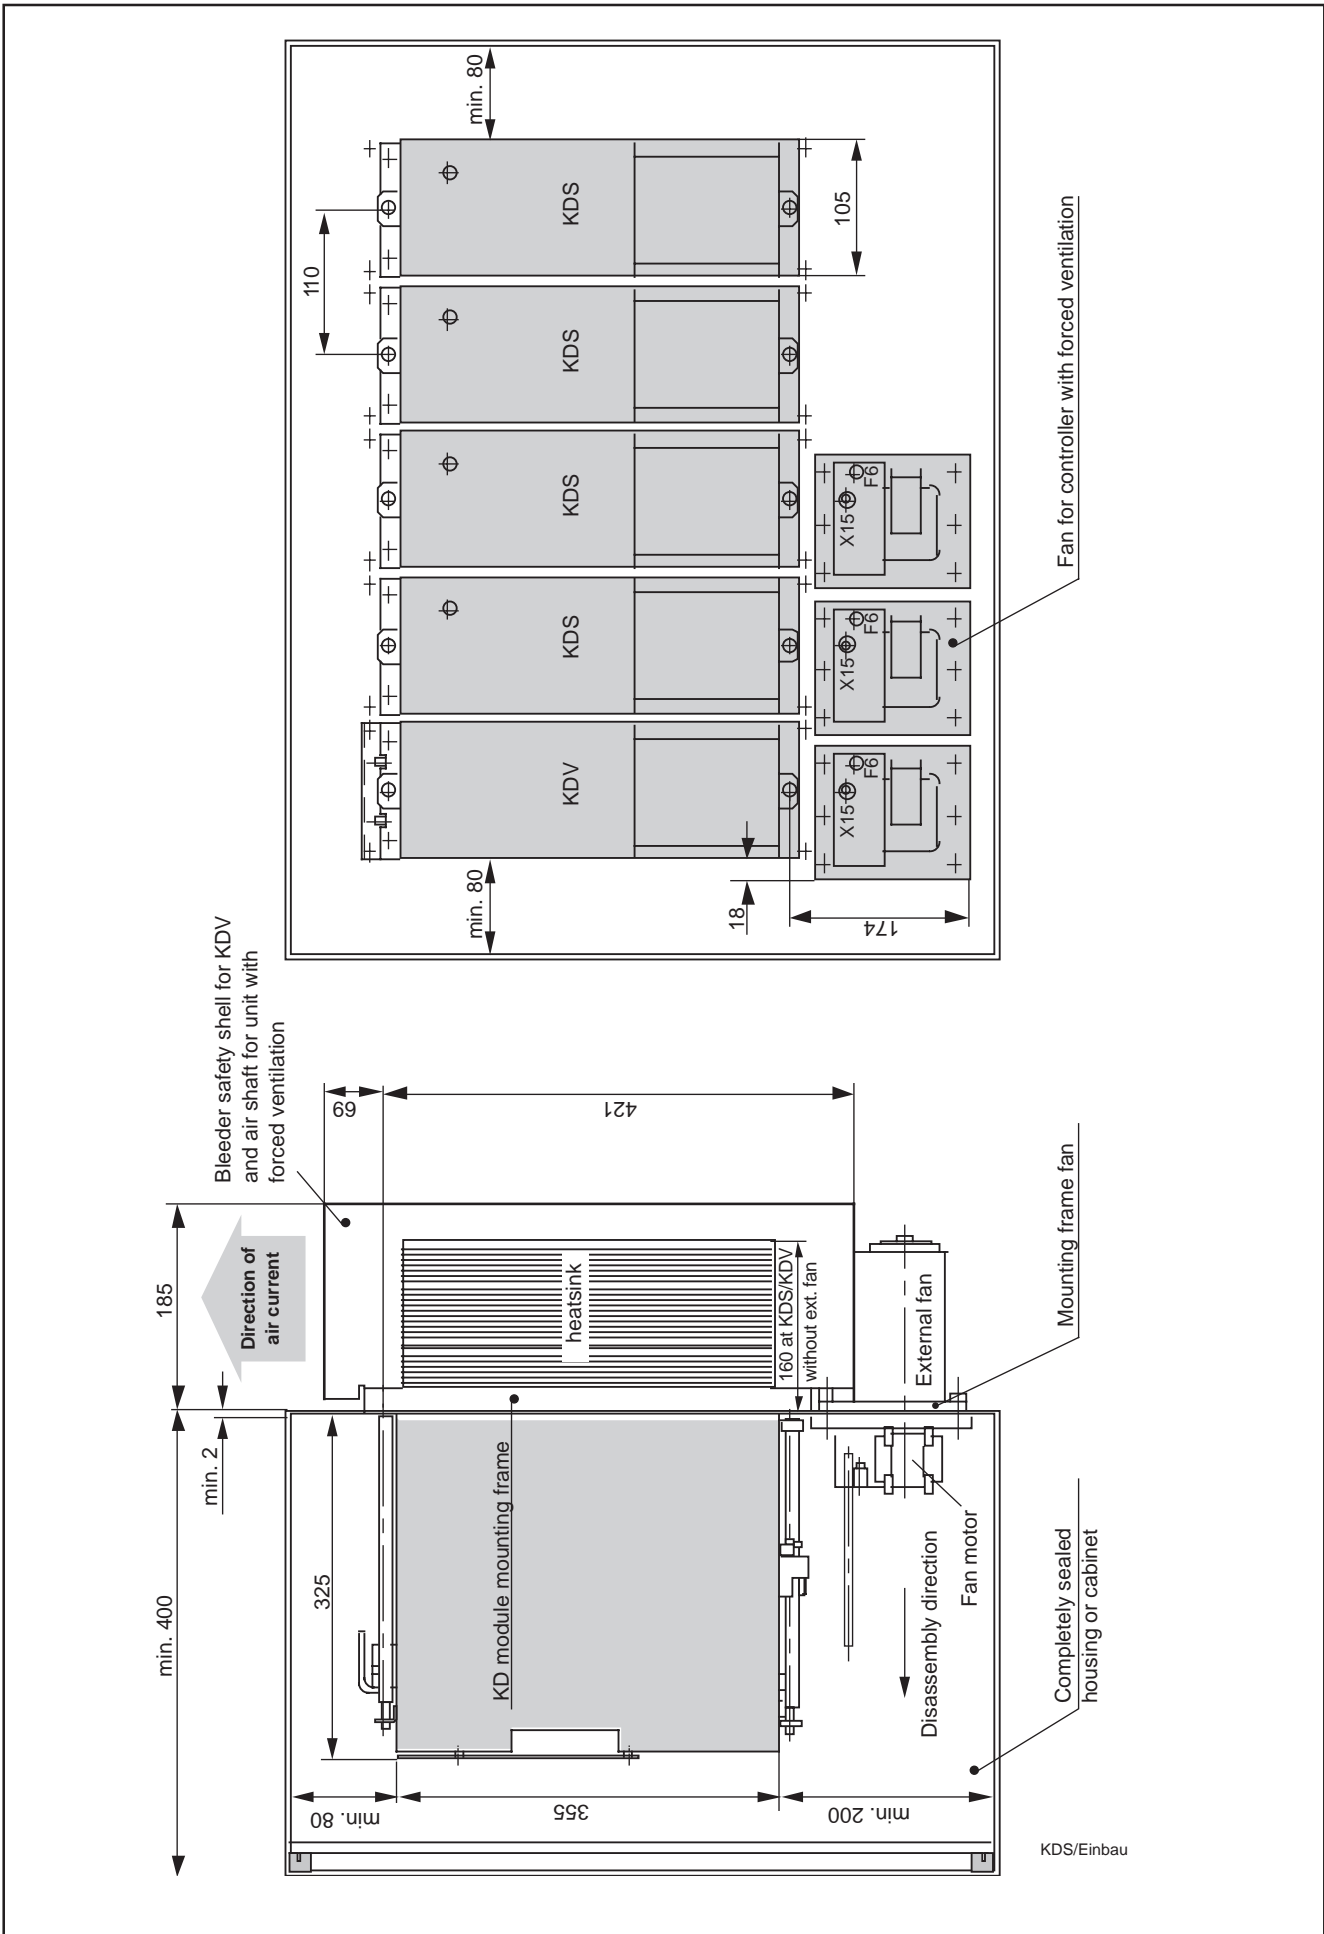 min. 80
110
KDS
105
KDS
KDS
X15
F6
KDS
X15
F6
KDV
X15
F6
min. 80
18
174
Fan for controller with forced ventilation
Bleeder safety shell for KDV
and air shaft for unit with
forced ventilation
69
421
185
Direction of
air current
heatsink
160 at KDS/KDV
without ext. fan
External fan
Mounting frame fan
min. 2
min. 400
325
KD module mounting frame
Disassembly direction
Fan motor
Completely sealed
housing or cabinet
min. 80
355
min. 200
KDS/Einbau